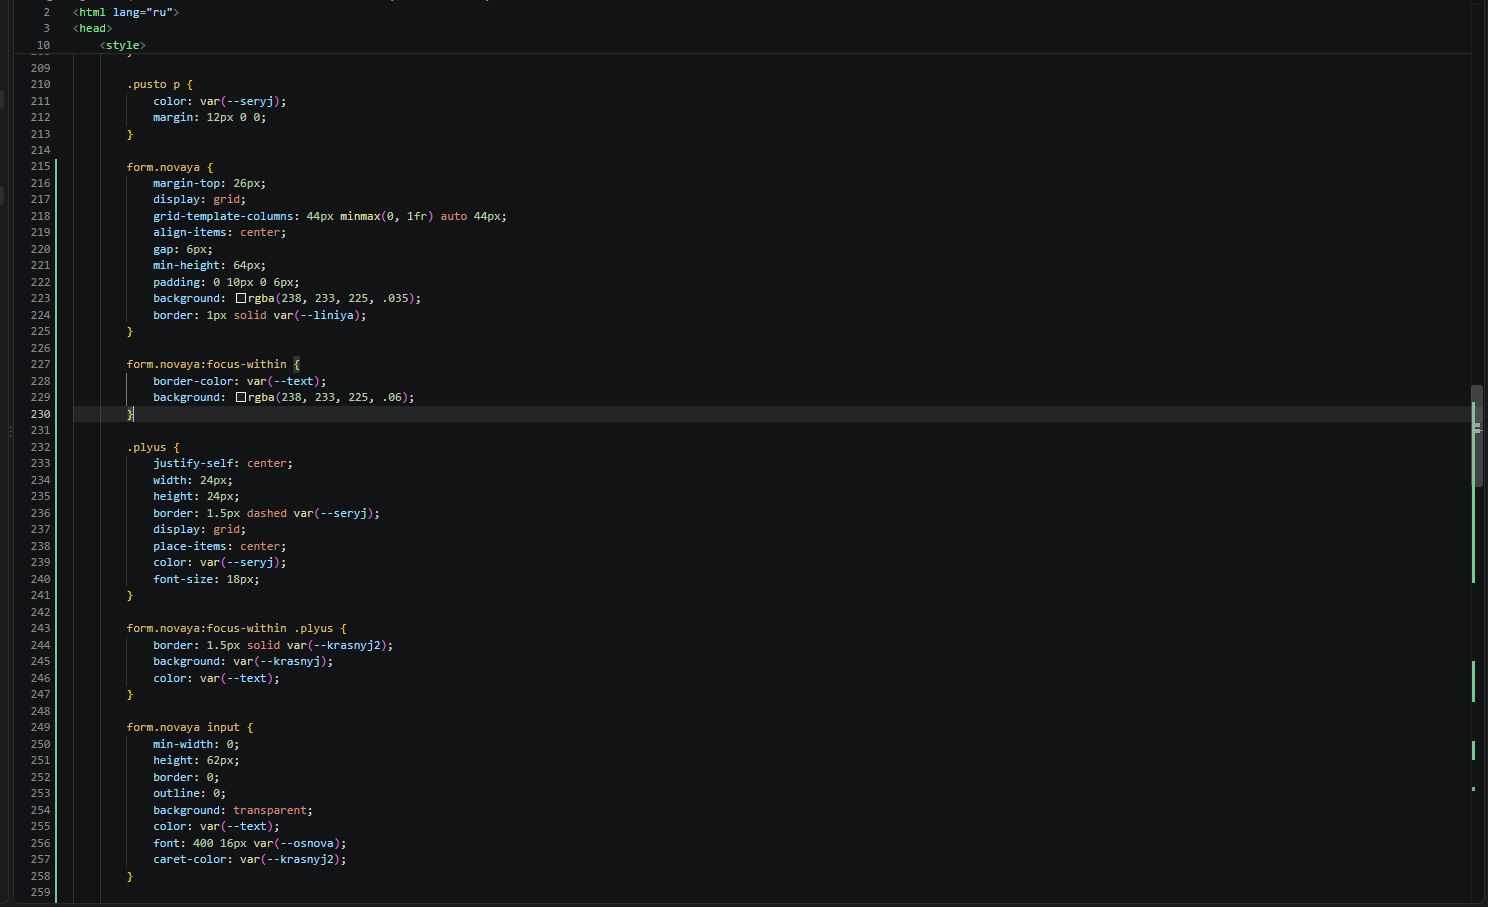 2 <html lang="ru">
3 <head>
10 <style>
209
210 .pusto p {
211 color: var(--seryj);
212 margin: 12px 0 0;
213 }
214
215 form.novaya {
216 margin-top: 26px;
217 display: grid;
218 grid-template-columns: 44px minmax(0, 1fr) auto 44px;
219 align-items: center;
220 gap: 6px;
221 min-height: 64px;
222 padding: 0 10px 0 6px;
223 background: rgba(238, 233, 225, .035);
224 border: 1px solid var(--liniya);
225 }
226
227 form.novaya:focus-within {
228 border-color: var(--text);
229 background: rgba(238, 233, 225, .06);
230 }
231
232 .plyus {
233 justify-self: center;
234 width: 24px;
235 height: 24px;
236 border: 1.5px dashed var(--seryj);
237 display: grid;
238 place-items: center;
239 color: var(--seryj);
240 font-size: 18px;
241 }
242
243 form.novaya:focus-within .plyus {
244 border: 1.5px solid var(--krasnyj2);
245 background: var(--krasnyj);
246 color: var(--text);
247 }
248
249 form.novaya input {
250 min-width: 0;
251 height: 62px;
252 border: 0;
253 outline: 0;
254 background: transparent;
255 color: var(--text);
256 font: 400 16px var(--osnova);
257 caret-color: var(--krasnyj2);
258 }
259